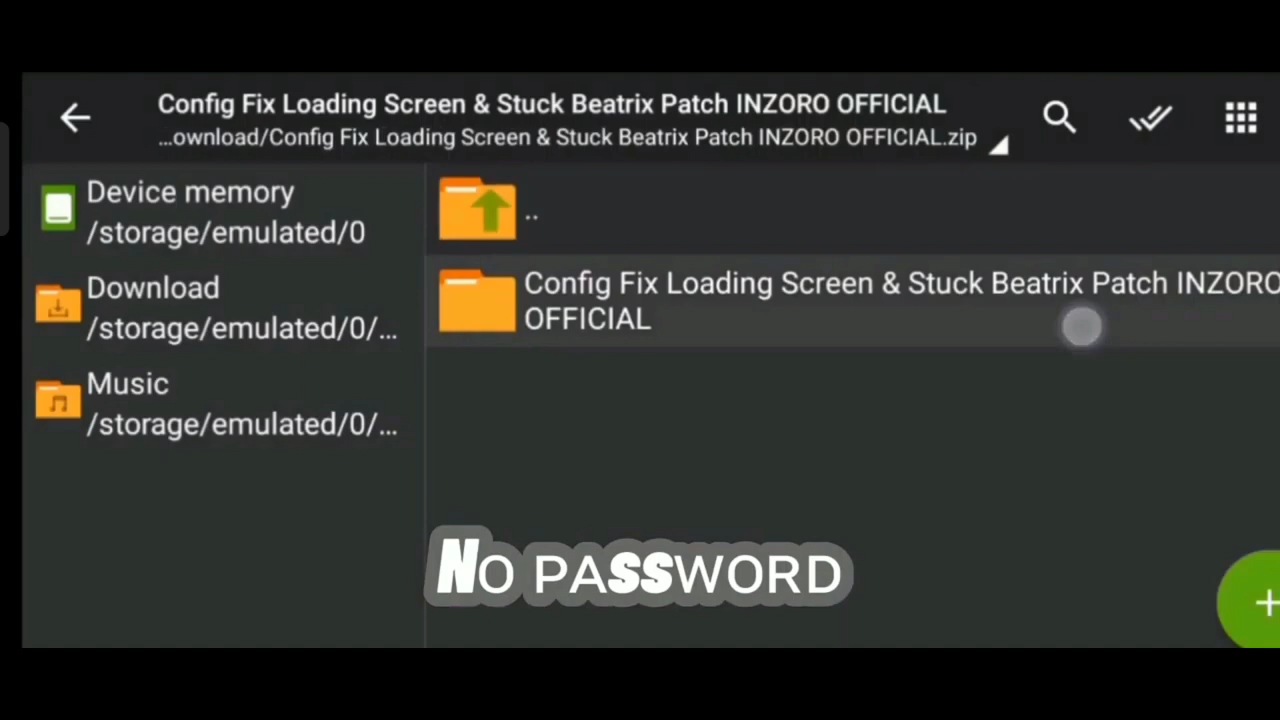 Config Fix Loading Screen & Stuck Beatrix Patch INZORO OFFICIAL
...ownload/Config Fix Loading Screen & Stuck Beatrix Patch INZORO OFFICIAL.zip
Device memory
/storage/emulated/0
Download
/storage/emulated/0/...
Music
/storage/emulated/0/...
..
Config Fix Loading Screen & Stuck Beatrix Patch INZORO
OFFICIAL
No password